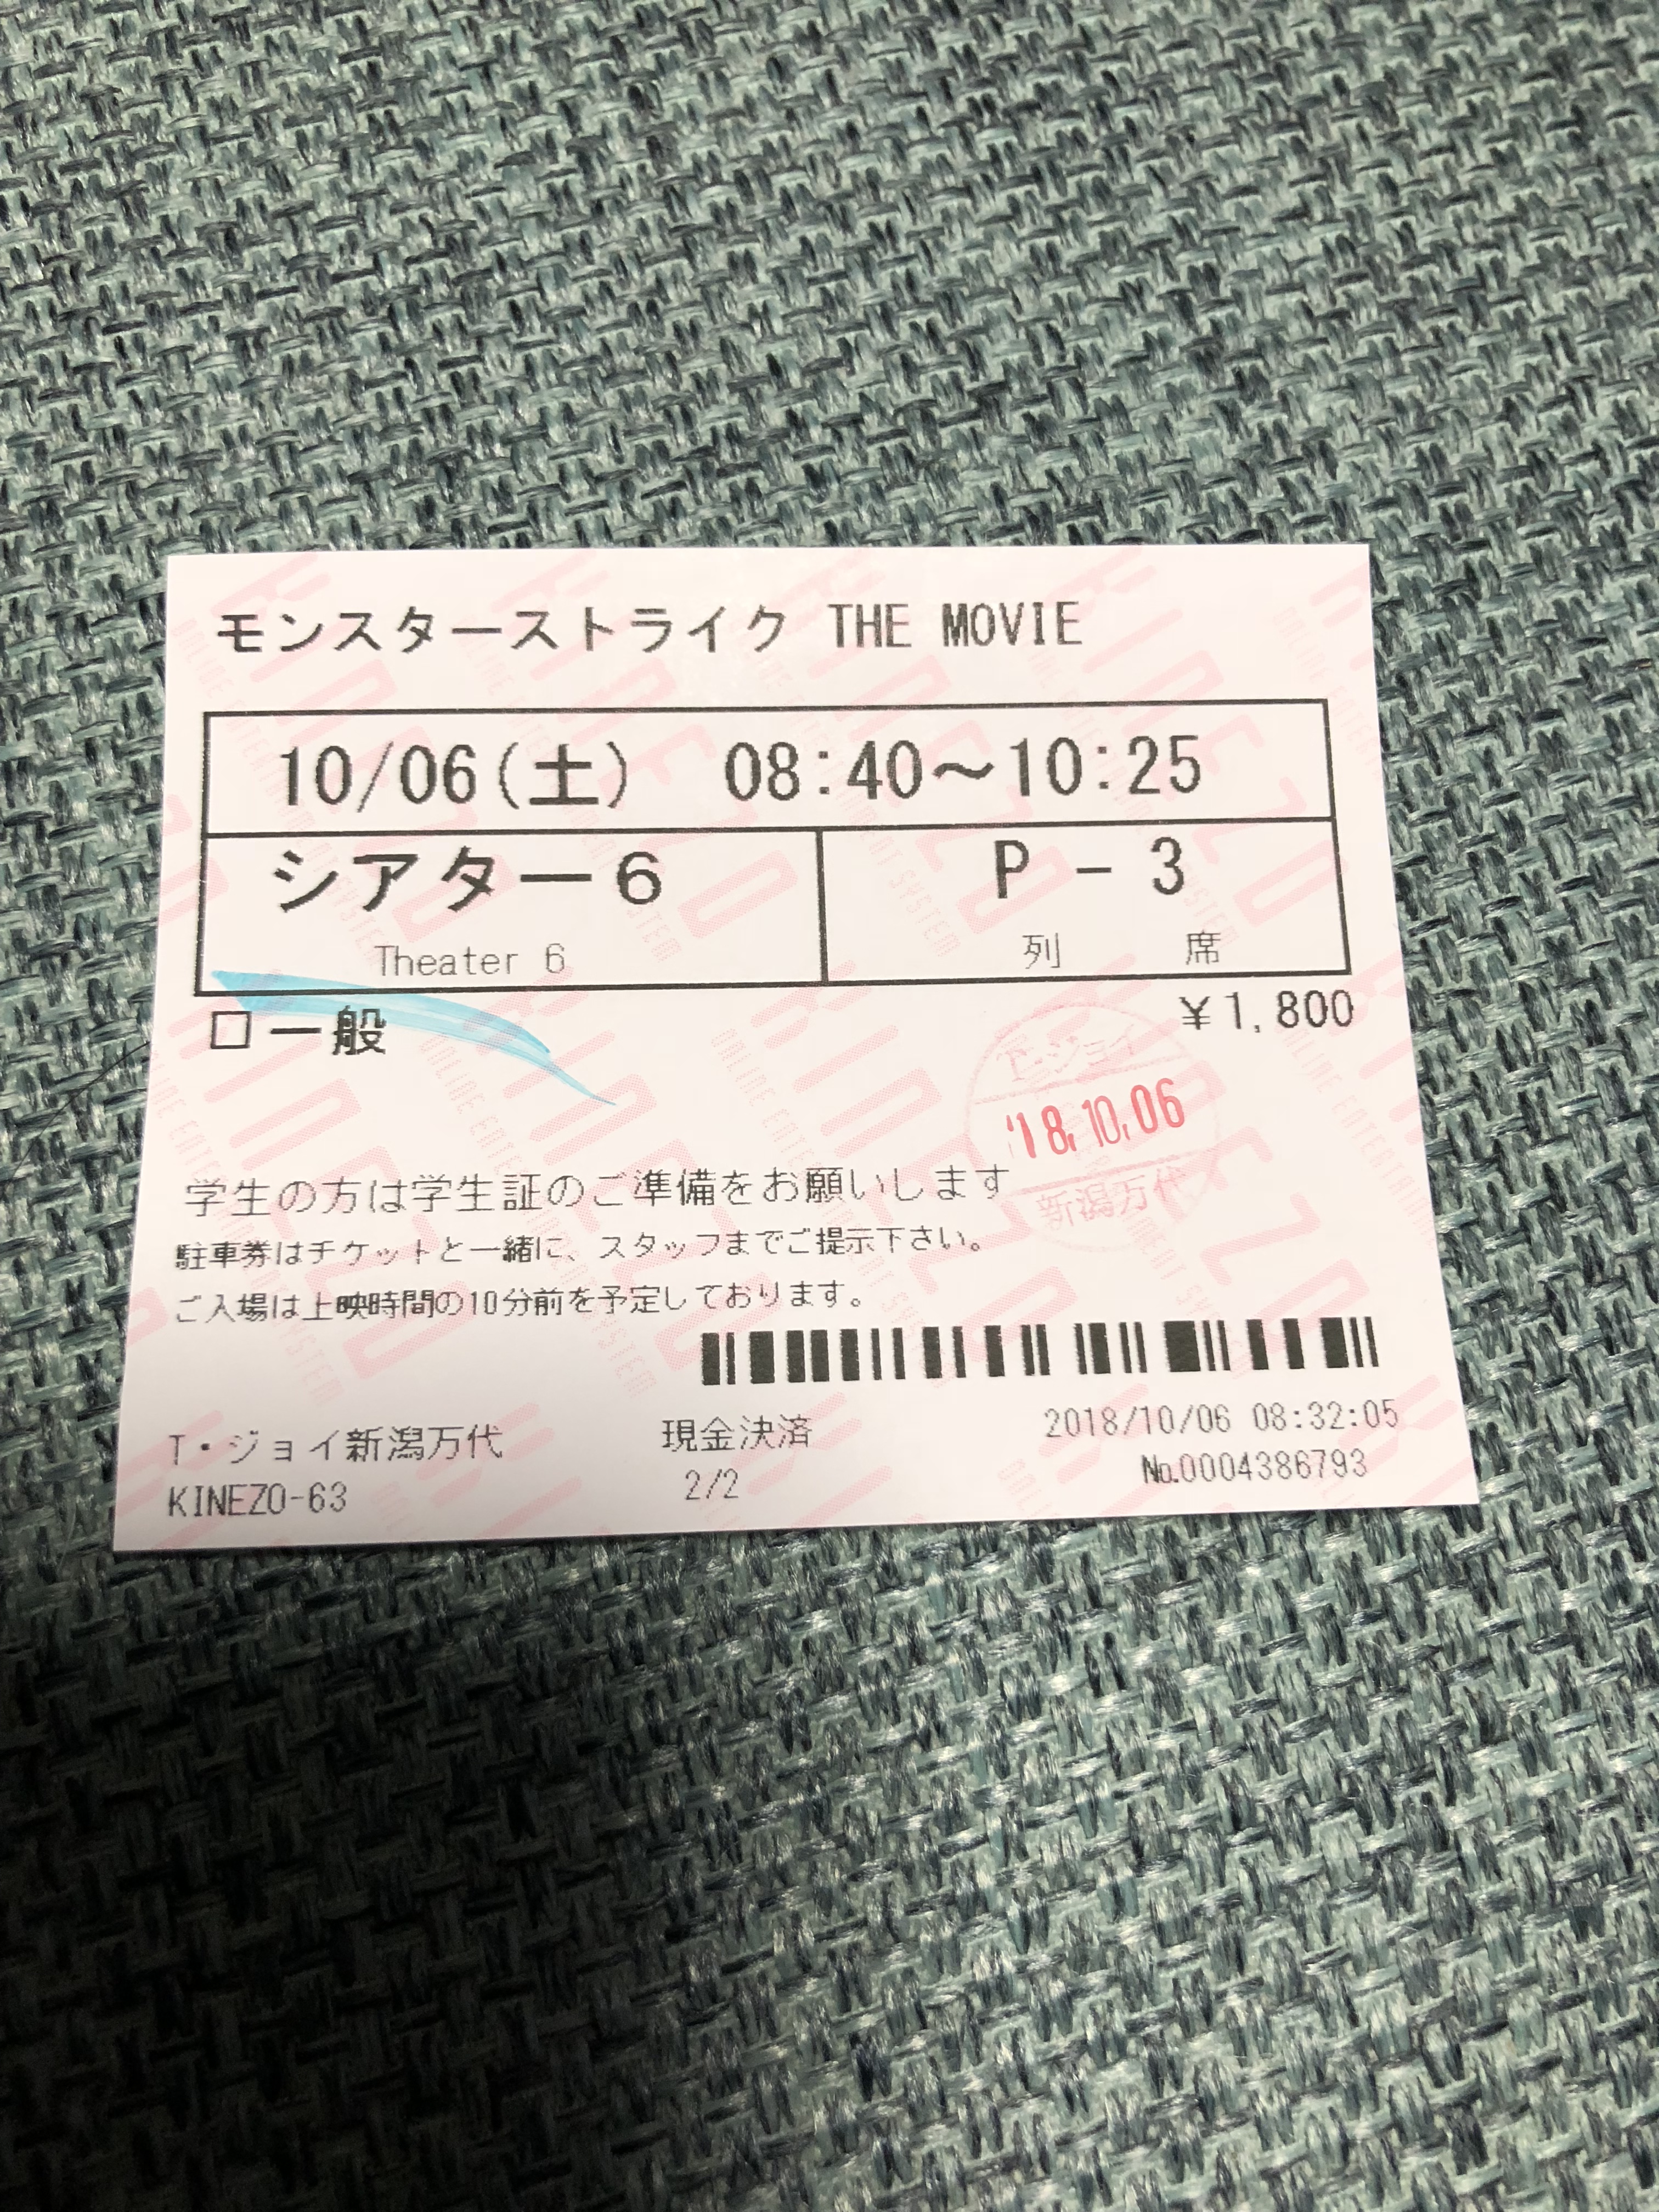 モンスターストライク THE MOVIE
10/06(土) 08:40～10:25
シアター6
Theater 6
P - 3
列 席
□一般
￥1,800
T・ジョイ
'18.10.06
新潟万代
学生の方は学生証のご準備をお願いします
駐車券はチケットと一緒に、スタッフまでご提示下さい。
ご入場は上映時間の10分前を予定しております。
T・ジョイ新潟万代
現金決済
2018/10/06 08:32:05
KINEZO-63
2/2
No.0004386793
KINEZO
ONLINE ENTERTAINMENT SYSTEM